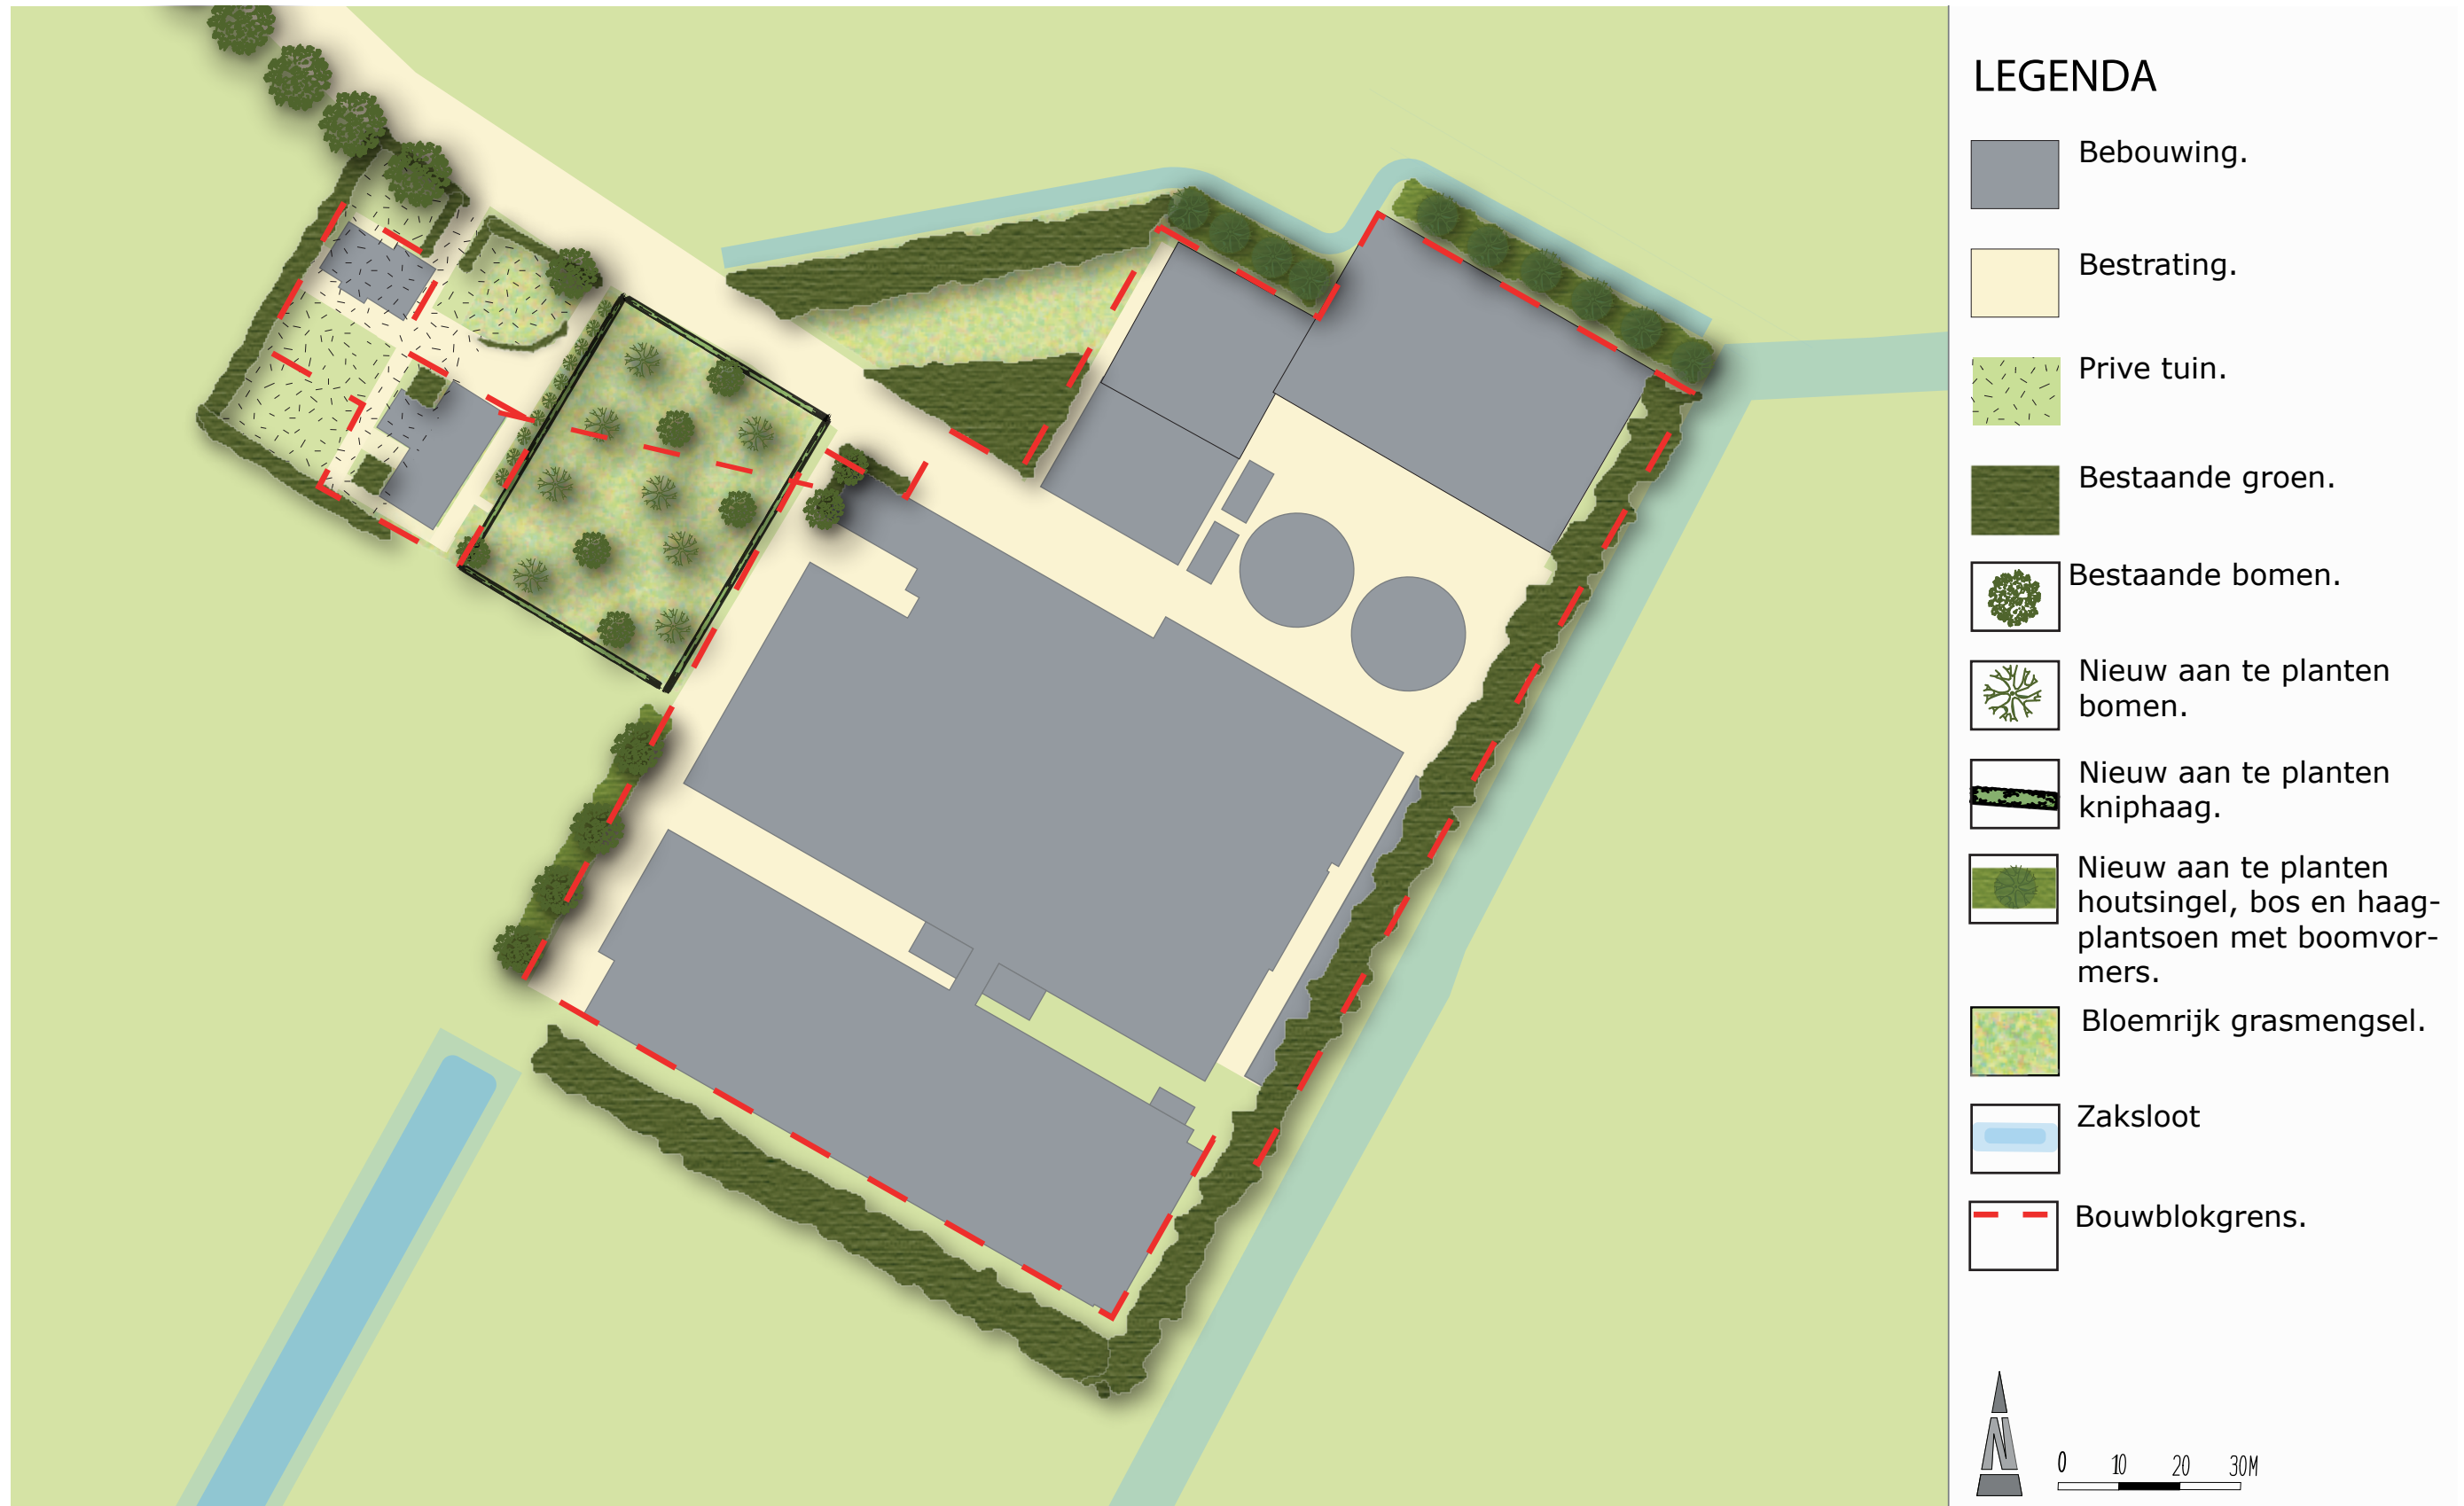 LEGENDA
Bebouwing.
Bestrating.
Prive tuin.
Bestaande groen.
Bestaande bomen.
Nieuw aan te planten
bomen.
Nieuw aan te planten
kniphaag.
Nieuw aan te planten
houtsingel, bos en haag-
plantsoen met boomvor-
mers.
Bloemrijk grasmengsel.
Zaksloot
Bouwblokgrens.
N
0 10 20 30M